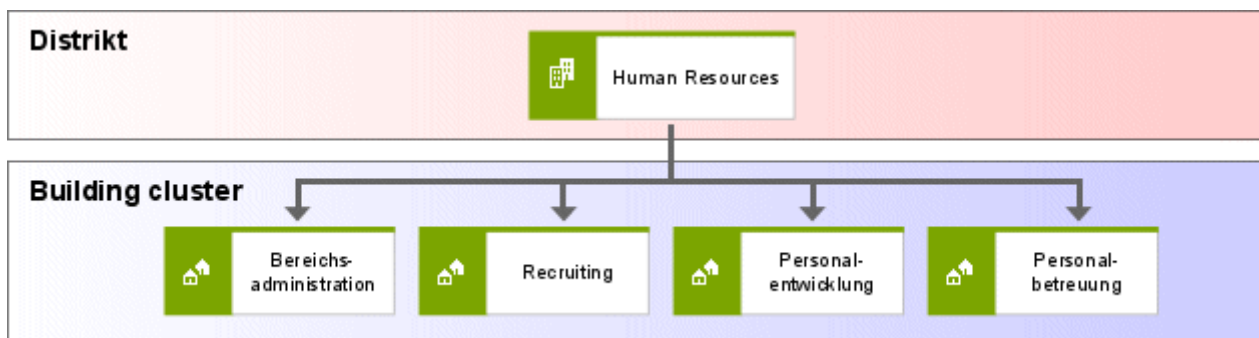 Distrikt
Human Resources
Building cluster
Bereichs-
administration
Recruiting
Personal-
entwicklung
Personal-
betreuung